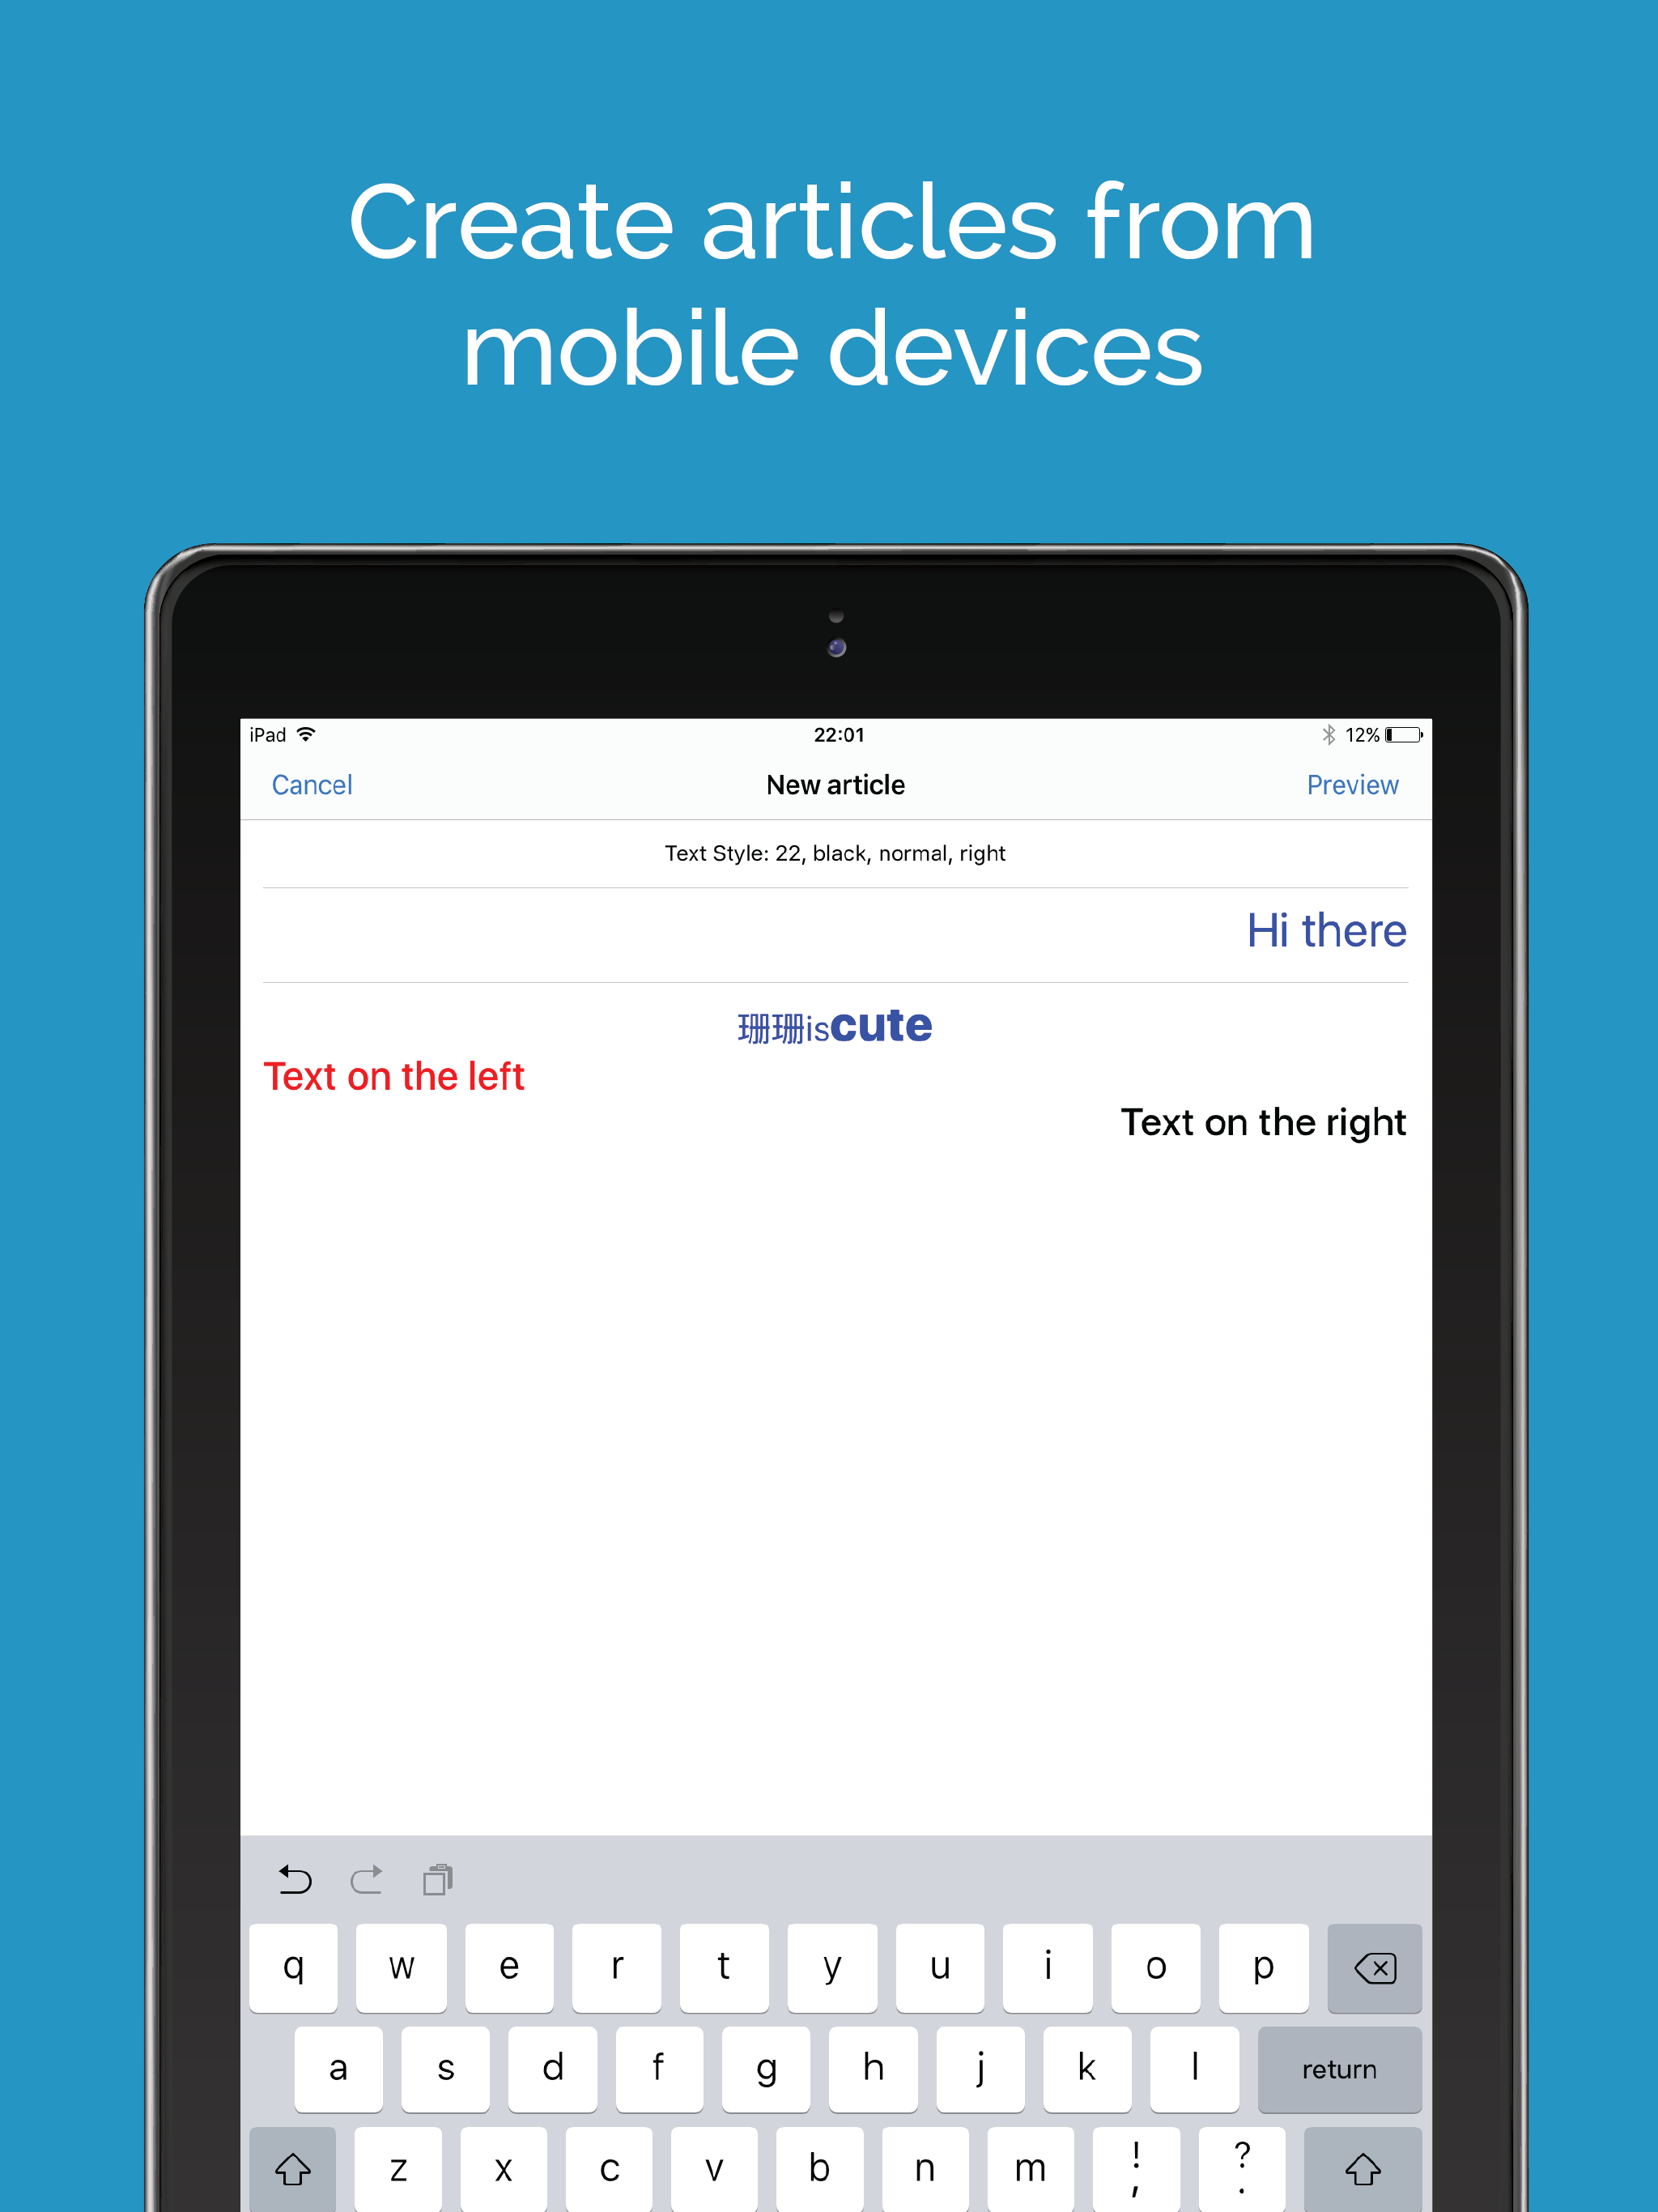 Create articles from
mobile devices
iPad 22:01 12%
Cancel New article Preview
Text Style: 22, black, normal, right
Hi there
珊珊iscute
Text on the left
Text on the right
q w e r t y u i o p
a s d f g h j k l return
z x c v b n m ! , ? .